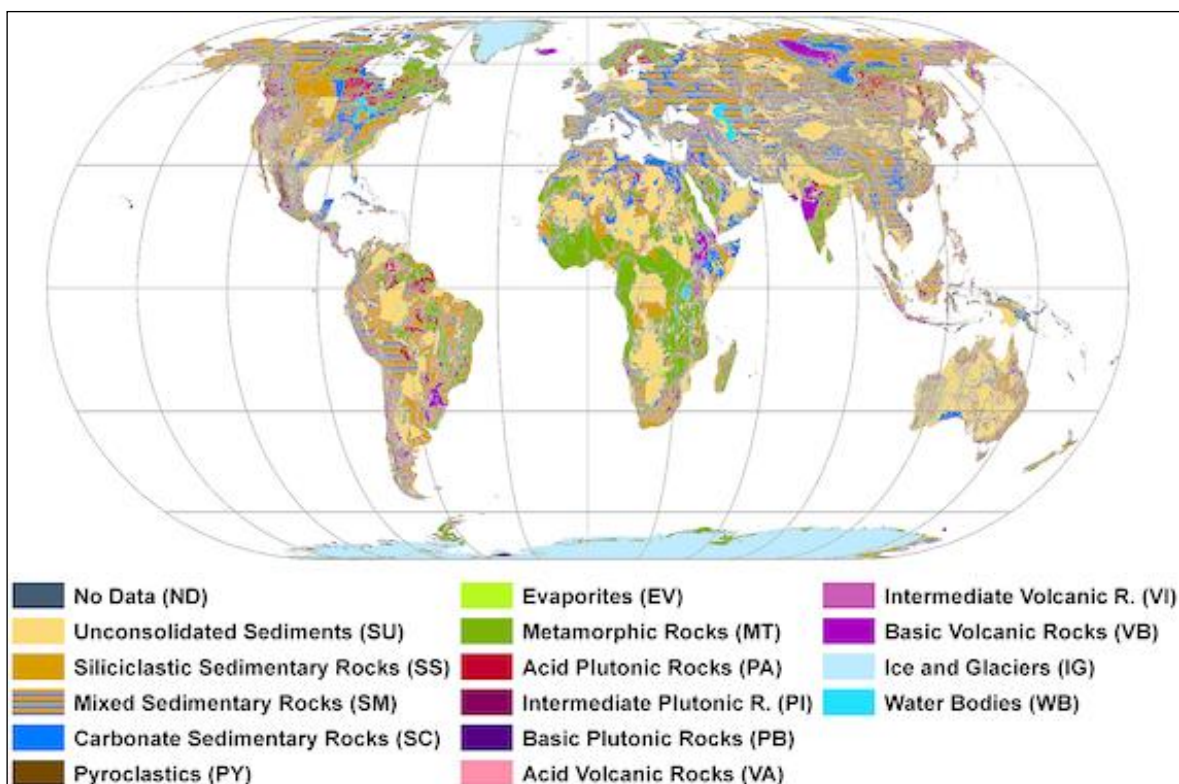 No Data (ND)
Unconsolidated Sediments (SU)
Siliciclastic Sedimentary Rocks (SS)
Mixed Sedimentary Rocks (SM)
Carbonate Sedimentary Rocks (SC)
Pyroclastics (PY)
Evaporites (EV)
Metamorphic Rocks (MT)
Acid Plutonic Rocks (PA)
Intermediate Plutonic R. (PI)
Basic Plutonic Rocks (PB)
Acid Volcanic Rocks (VA)
Intermediate Volcanic R. (VI)
Basic Volcanic Rocks (VB)
Ice and Glaciers (IG)
Water Bodies (WB)